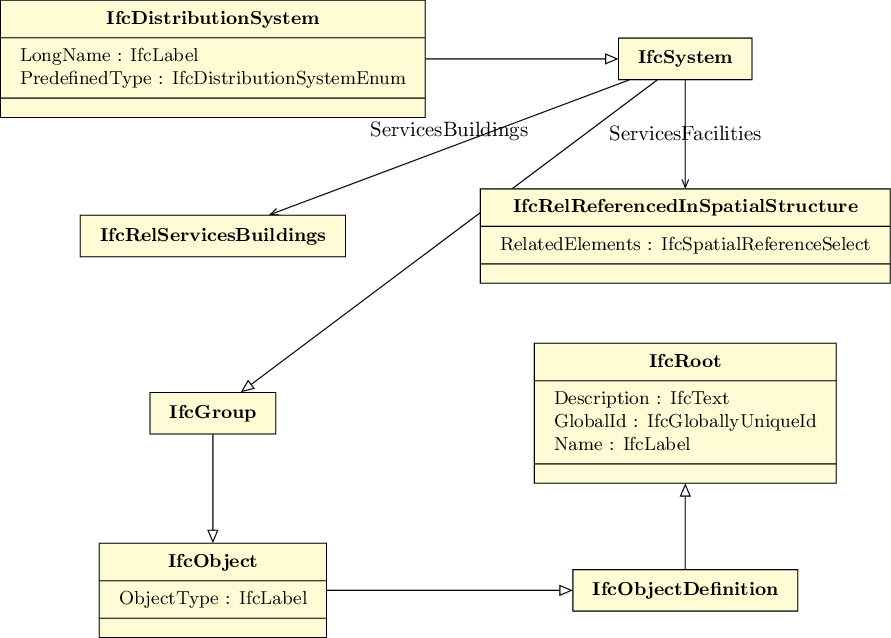 IfcDistributionSystem
LongName : IfcLabel
PredefinedType : IfcDistributionSystemEnum
IfcSystem
ServicesBuildings
ServicesFacilities
IfcRelServicesBuildings
IfcRelReferencedInSpatialStructure
RelatedElements : IfcSpatialReferenceSelect
IfcGroup
IfcRoot
Description : IfcText
GlobalId : IfcGloballyUniqueId
Name : IfcLabel
IfcObject
ObjectType : IfcLabel
IfcObjectDefinition